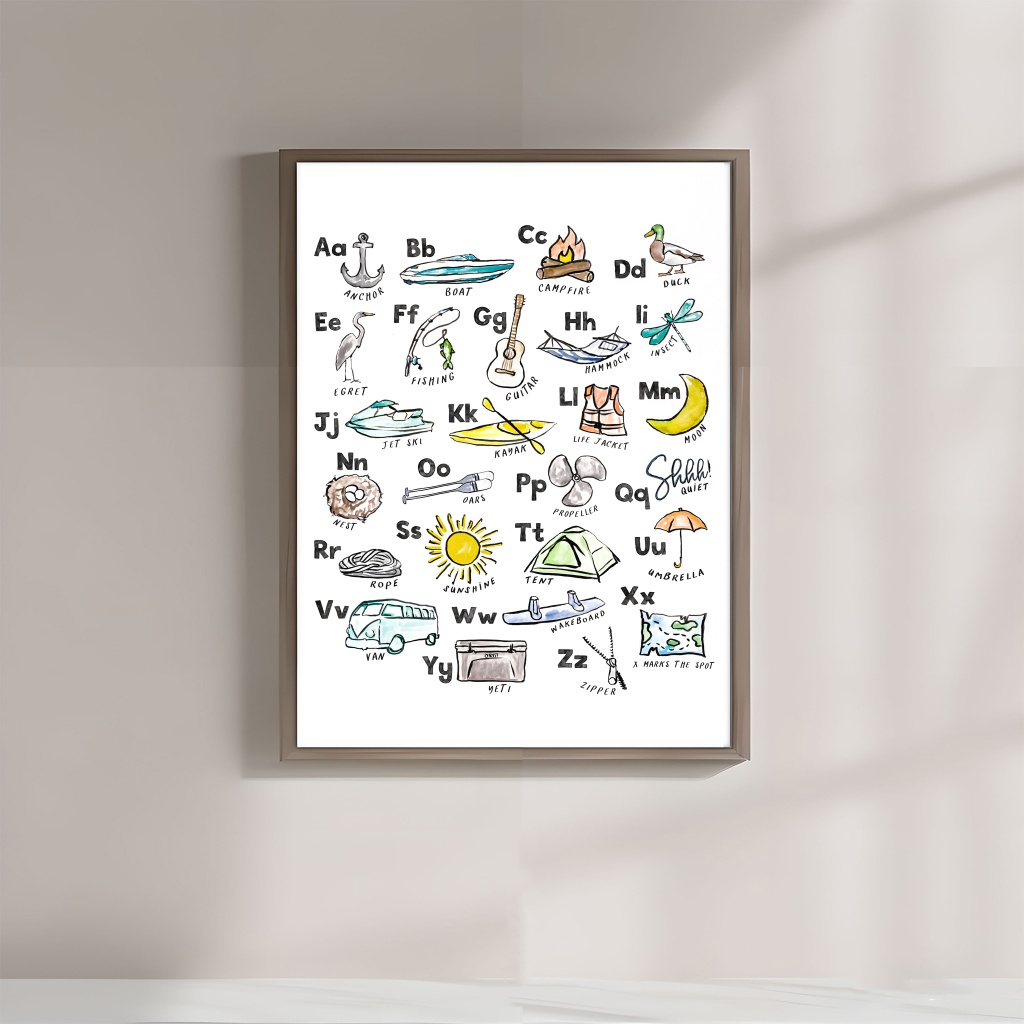 Aa
ANCHOR
Bb
BOAT
Cc
CAMPFIRE
Dd
DUCK
Ee
EGRET
Ff
FISHING
Gg
GUITAR
Hh
HAMMOCK
Ii
INSECT
Jj
JET SKI
Kk
KAYAK
Ll
LIFE JACKET
Mm
MOON
Nn
NEST
Oo
OARS
Pp
PROPELLER
Qq
Shhh!
QUIET
Rr
ROPE
Ss
SUNSHINE
Tt
TENT
Uu
UMBRELLA
Vv
VAN
Ww
WAKEBOARD
Xx
X MARKS THE SPOT
Yy
YETI
YETI
Zz
ZIPPER